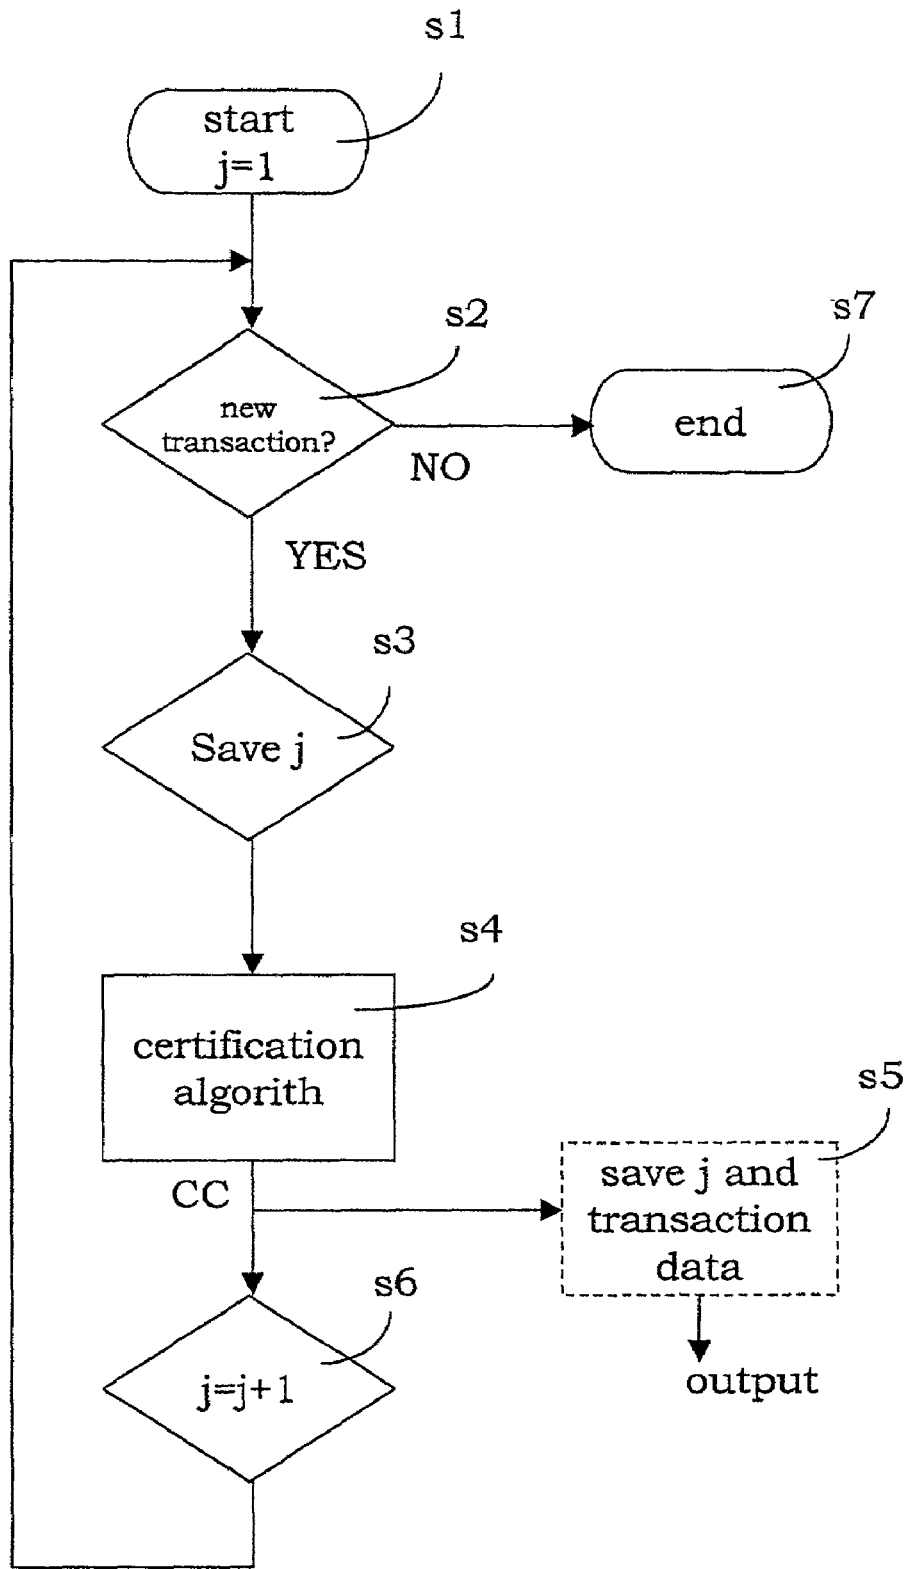 s1
start
j=1
s2
s7
new
transaction?
end
NO
YES
s3
Save j
s4
certification
algorith
s5
CC
save j and
transaction
data
s6
j=j+1
output